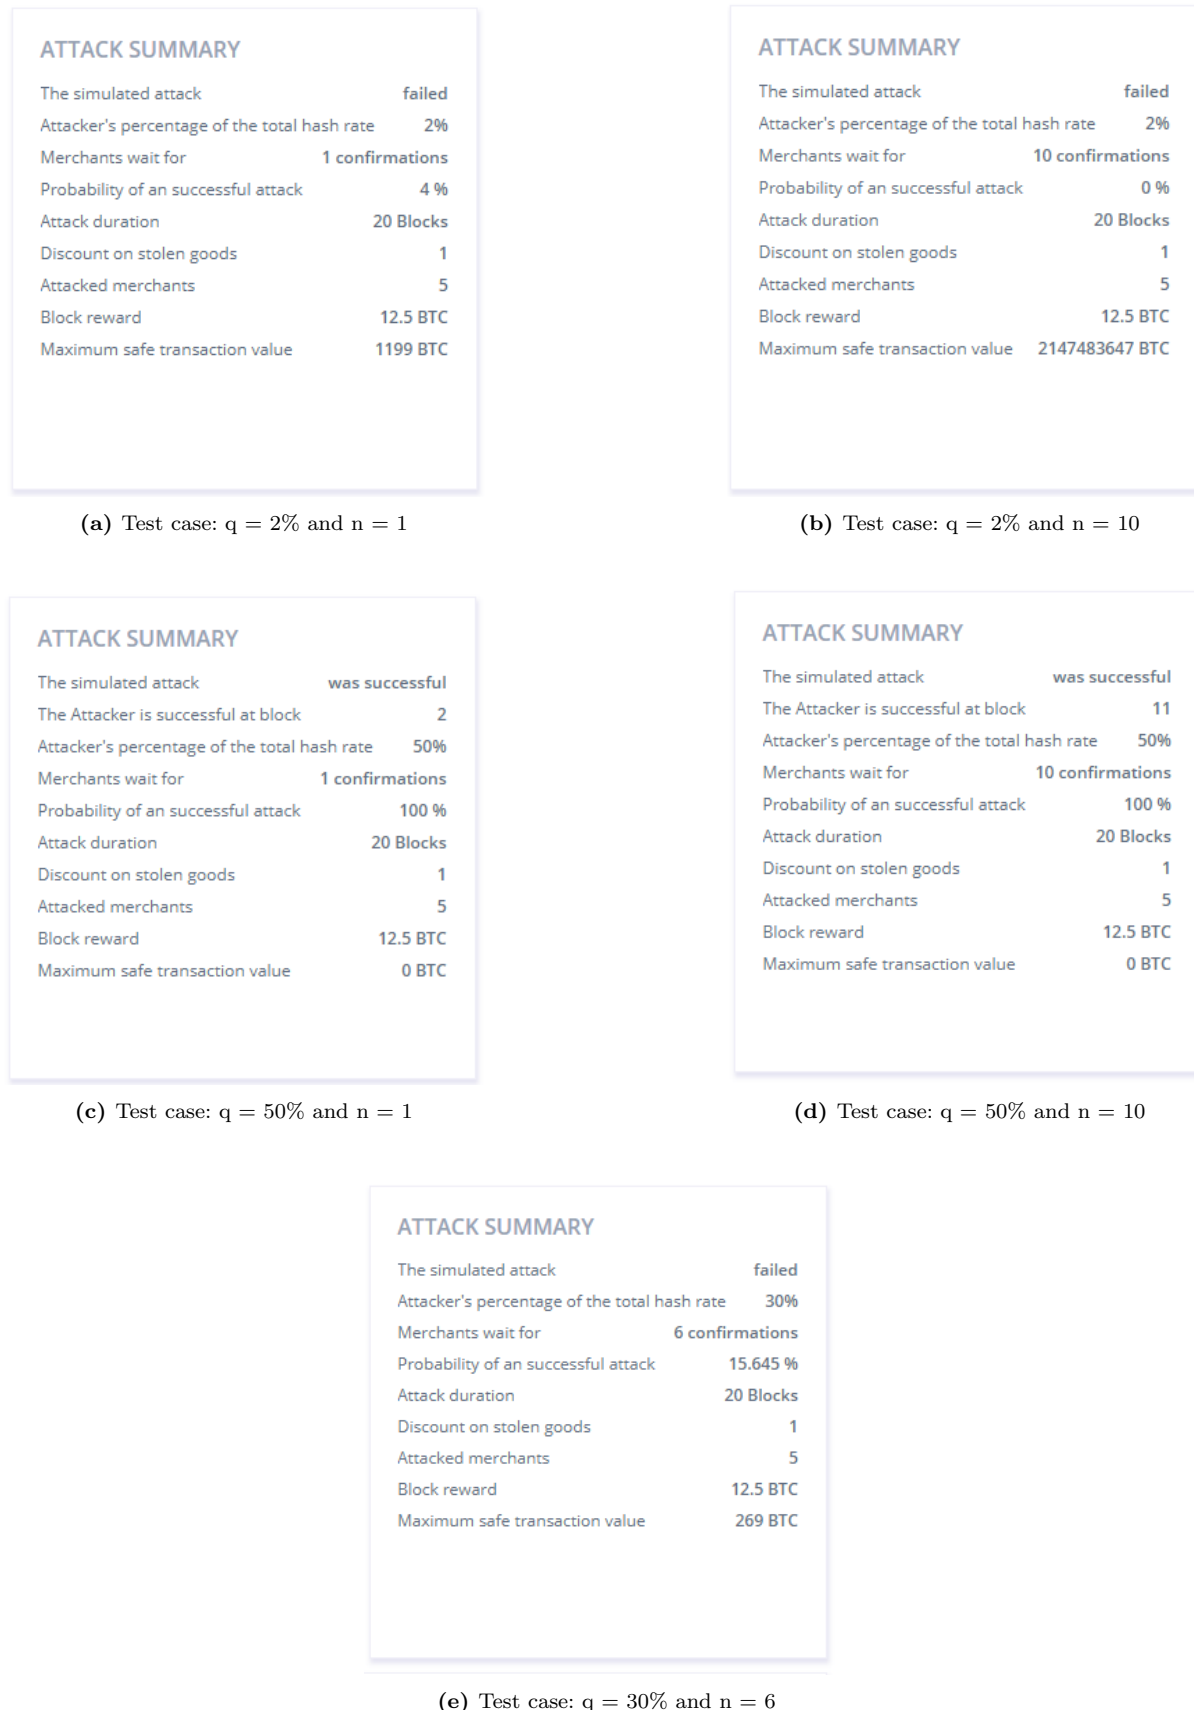 ATTACK SUMMARY
The simulated attack failed
Attacker's percentage of the total hash rate 2%
Merchants wait for 1 confirmations
Probability of an successful attack 4 %
Attack duration 20 Blocks
Discount on stolen goods 1
Attacked merchants 5
Block reward 12.5 BTC
Maximum safe transaction value 1199 BTC
(a) Test case: q = 2% and n = 1
ATTACK SUMMARY
The simulated attack failed
Attacker's percentage of the total hash rate 2%
Merchants wait for 10 confirmations
Probability of an successful attack 0 %
Attack duration 20 Blocks
Discount on stolen goods 1
Attacked merchants 5
Block reward 12.5 BTC
Maximum safe transaction value 2147483647 BTC
(b) Test case: q = 2% and n = 10
ATTACK SUMMARY
The simulated attack was successful
The Attacker is successful at block 2
Attacker's percentage of the total hash rate 50%
Merchants wait for 1 confirmations
Probability of an successful attack 100 %
Attack duration 20 Blocks
Discount on stolen goods 1
Attacked merchants 5
Block reward 12.5 BTC
Maximum safe transaction value 0 BTC
(c) Test case: q = 50% and n = 1
ATTACK SUMMARY
The simulated attack was successful
The Attacker is successful at block 11
Attacker's percentage of the total hash rate 50%
Merchants wait for 10 confirmations
Probability of an successful attack 100 %
Attack duration 20 Blocks
Discount on stolen goods 1
Attacked merchants 5
Block reward 12.5 BTC
Maximum safe transaction value 0 BTC
(d) Test case: q = 50% and n = 10
ATTACK SUMMARY
The simulated attack failed
Attacker's percentage of the total hash rate 30%
Merchants wait for 6 confirmations
Probability of an successful attack 15.645 %
Attack duration 20 Blocks
Discount on stolen goods 1
Attacked merchants 5
Block reward 12.5 BTC
Maximum safe transaction value 269 BTC
(e) Test case: q = 30% and n = 6